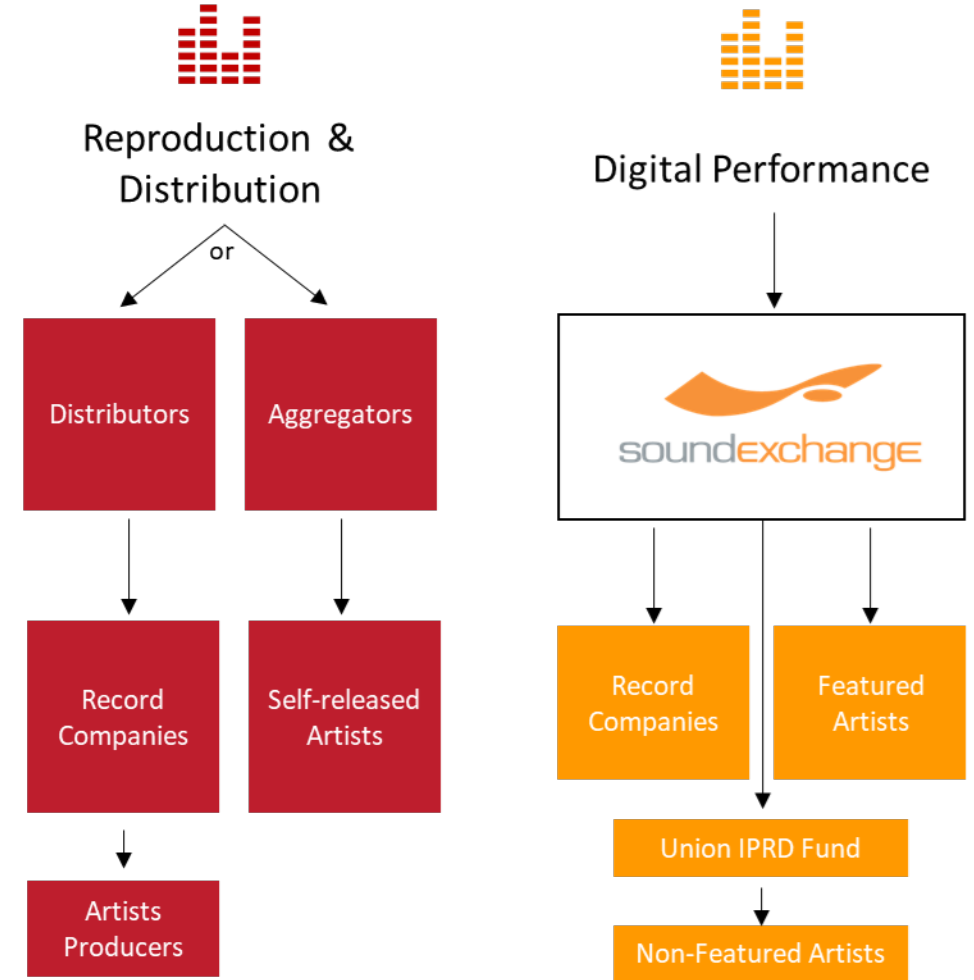 Reproduction &
Distribution
or
Distributors
Aggregators
Record
Companies
Self-released
Artists
Artists
Producers
Digital Performance
soundexchange
Record
Companies
Featured
Artists
Union IPRD Fund
Non-Featured Artists